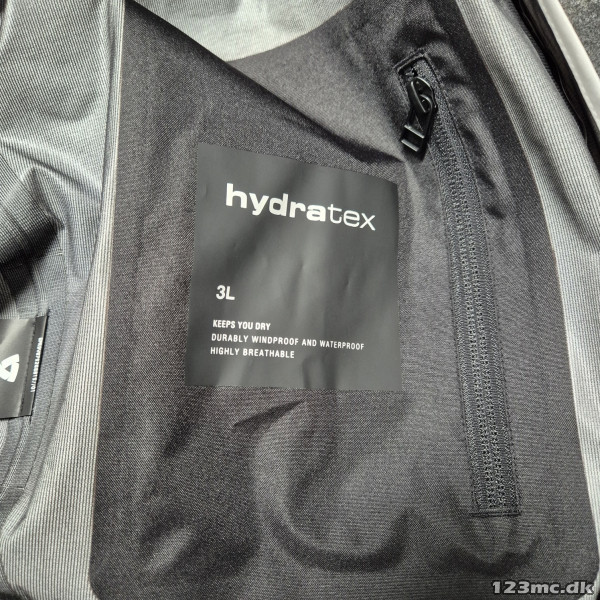 hydratex
3L
KEEPS YOU DRY
DURABLY WINDPROOF AND WATERPROOF
HIGHLY BREATHABLE
123mc.dk